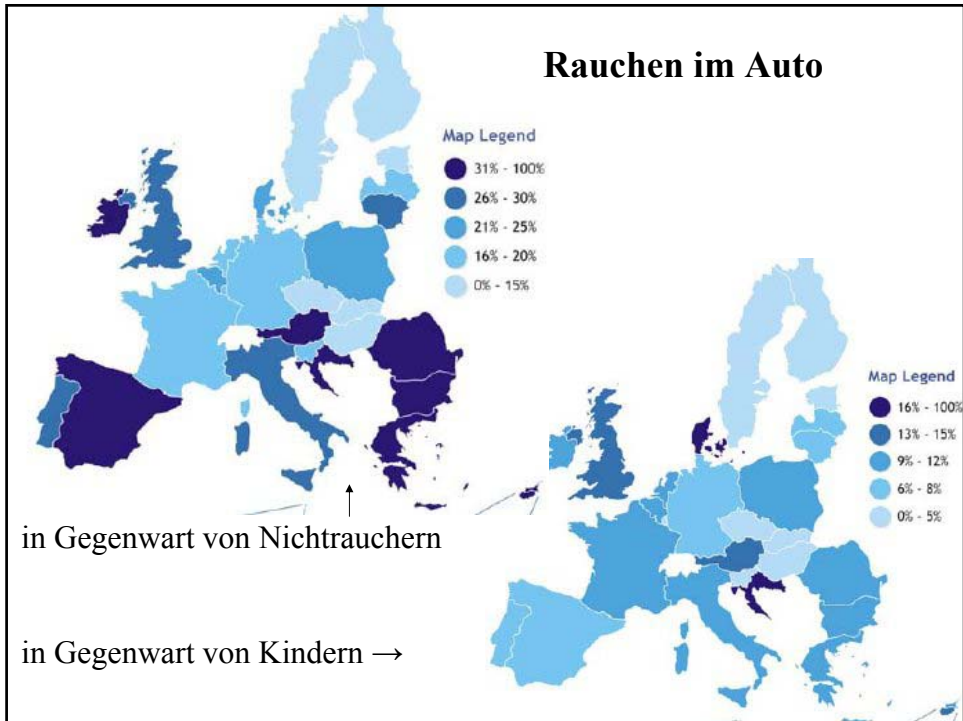 Rauchen im Auto
Map Legend
31% - 100%
26% - 30%
21% - 25%
16% - 20%
0% - 15%
in Gegenwart von Nichtrauchern
Map Legend
16% - 100%
13% - 15%
9% - 12%
6% - 8%
0% - 5%
in Gegenwart von Kindern →